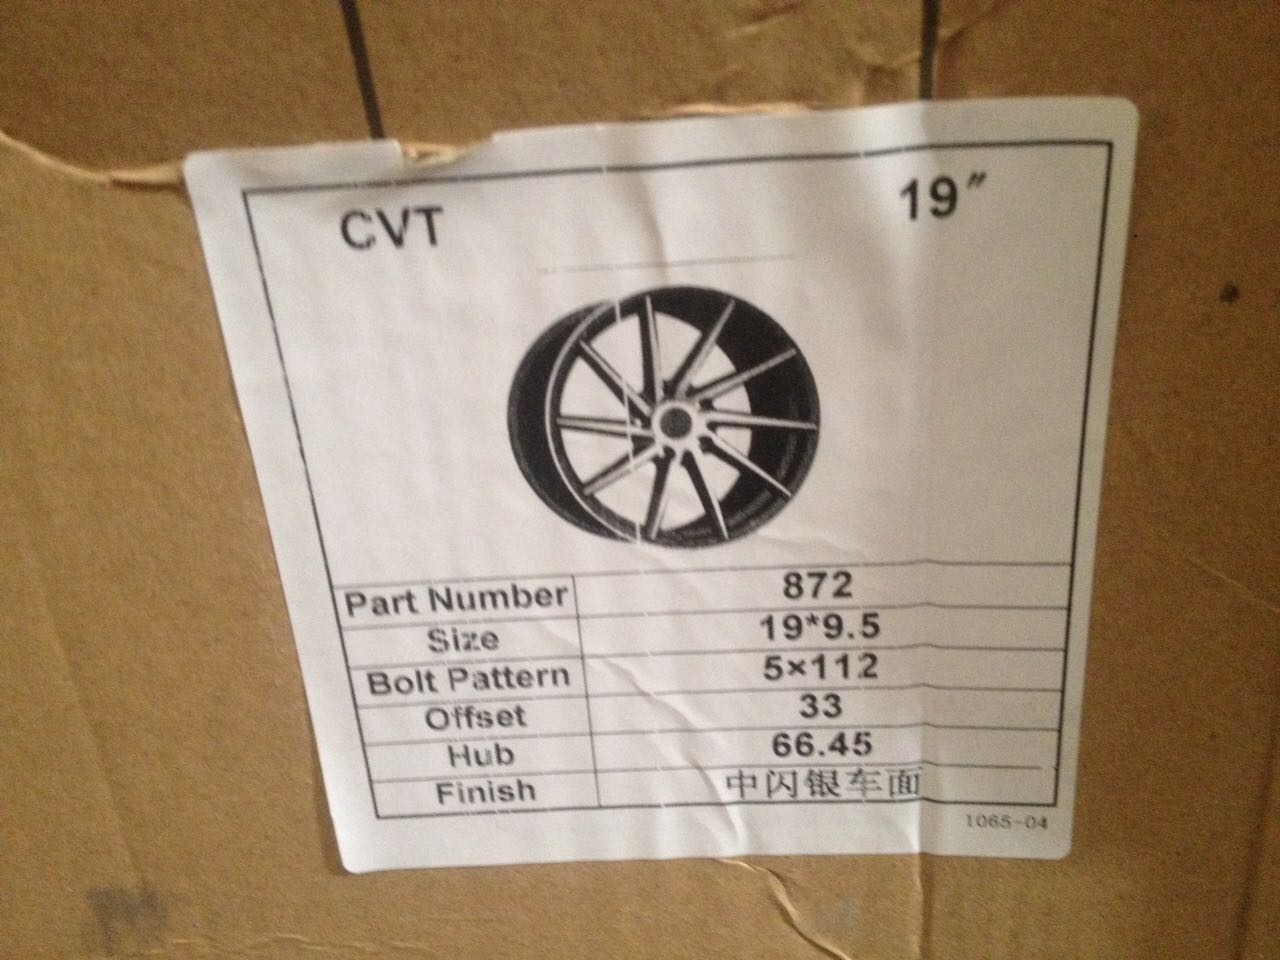 CVT 19″
Part Number 872
Size 19*9.5
Bolt Pattern 5×112
Offset 33
Hub 66.45
Finish 中闪银车面
1065-04